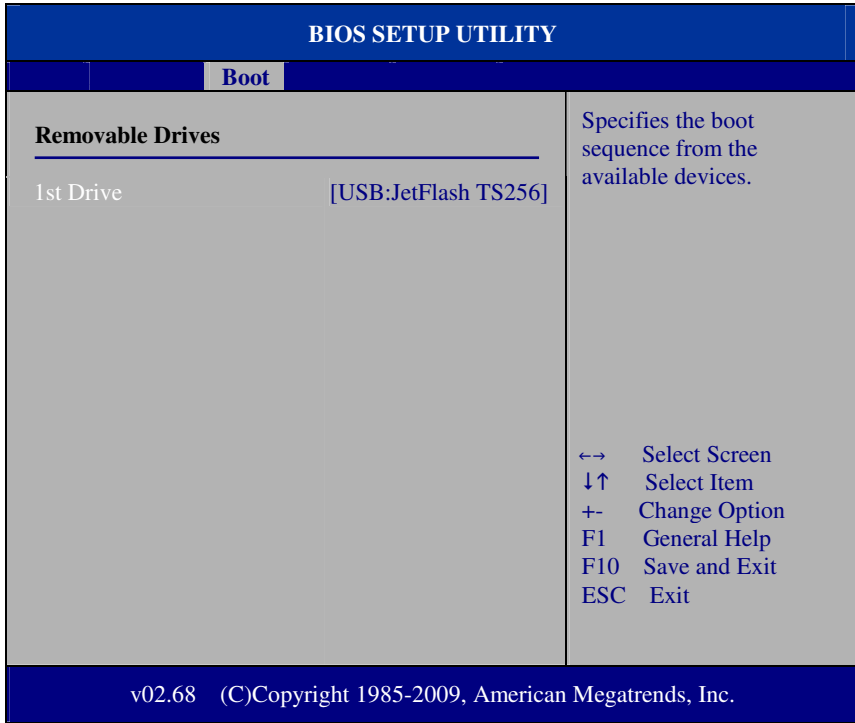 BIOS SETUP UTILITY
Boot
Removable Drives
1st Drive [USB:JetFlash TS256]
Specifies the boot
sequence from the
available devices.
←→ Select Screen
↓↑ Select Item
+- Change Option
F1 General Help
F10 Save and Exit
ESC Exit
v02.68 (C)Copyright 1985-2009, American Megatrends, Inc.